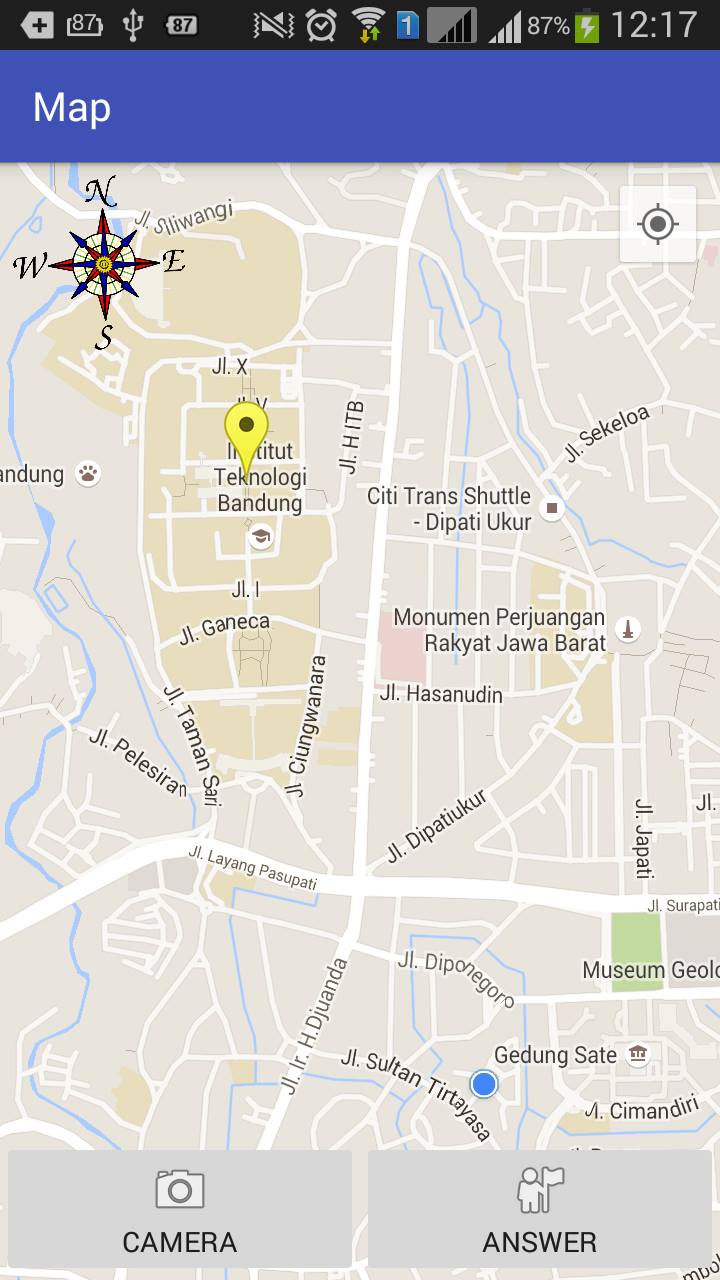 87
87
1
87%
12:17
Map
N
W
E
S
Jl. Siliwangi
Jl. X
Jl. H ITB
Jl. Sekeloa
Institut
Teknologi
Bandung
andung
Citi Trans Shuttle
- Dipati Ukur
Jl. I
Jl. Ganeca
Monumen Perjuangan
Rakyat Jawa Barat
Jl. Hasanudin
Jl. Ciungwanara
Jl. Taman Sari
Jl. Pelesiran
Jl. Dipatiukur
Jl. Japati
Jl.
Jl. Layang Pasupati
Jl. Surapati
Jl. Diponegoro
Museum Geolo
Jl. Ir. H.Djuanda
Jl. Sultan Tirtayasa
Gedung Sate
Jl. Cimandiri
CAMERA
ANSWER